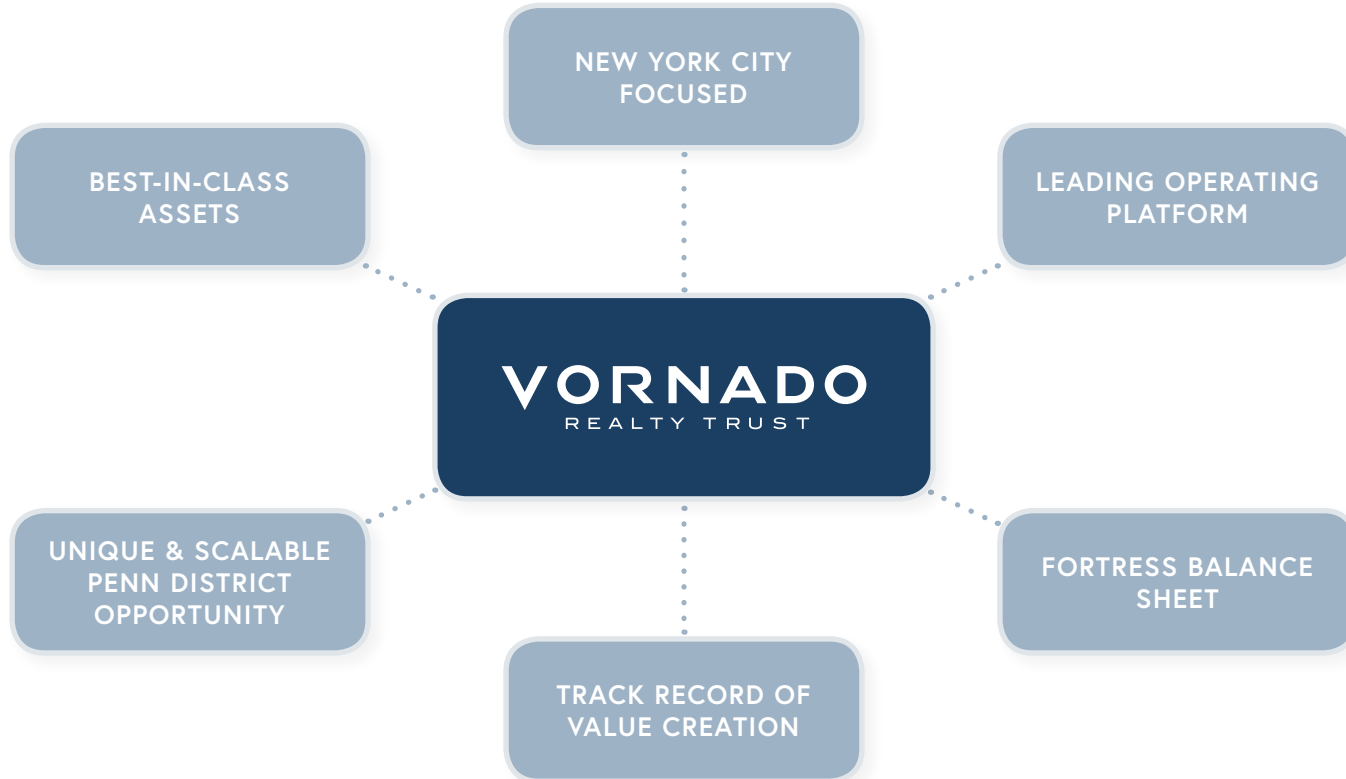 NEW YORK CITY
FOCUSED
BEST-IN-CLASS
ASSETS
LEADING OPERATING
PLATFORM
VORNADO
REALTY TRUST
UNIQUE & SCALABLE
PENN DISTRICT
OPPORTUNITY
FORTRESS BALANCE
SHEET
TRACK RECORD OF
VALUE CREATION